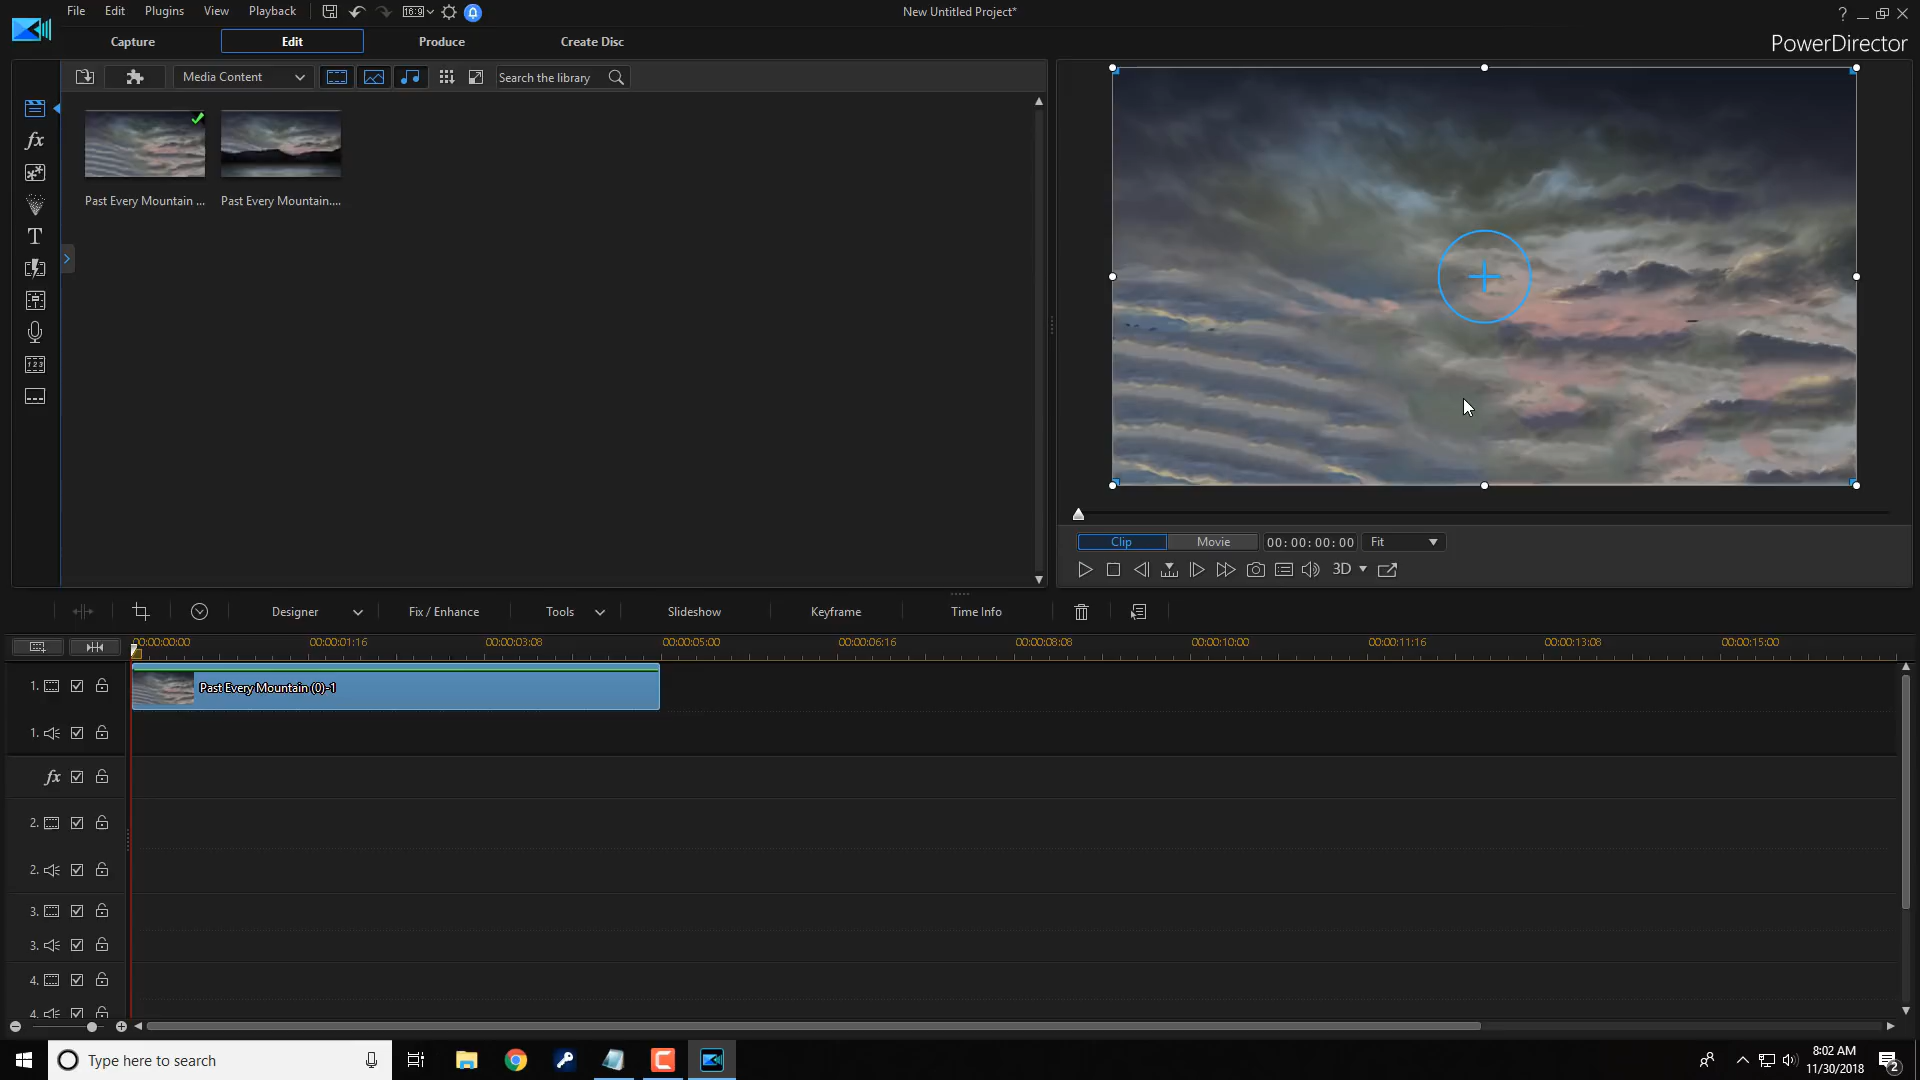 File Edit Plugins View Playback 16:9 New Untitled Project* ?
Capture Edit Produce Create Disc PowerDirector
Media Content Search the library
Past Every Mountain ... Past Every Mountain....
fx
T
123
Clip Movie 00:00:00:00 Fit
3D
Designer Fix / Enhance Tools Slideshow Keyframe Time Info
00:00:00:00 00:00:01:16 00:00:03:08 00:00:05:00 00:00:06:16 00:00:08:08 00:00:10:00 00:00:11:16 00:00:13:08 00:00:15:00
1. Past Every Mountain (0)-1
1.
fx
2.
2.
3.
3.
4.
4.
Type here to search
8:02 AM
11/30/2018
2